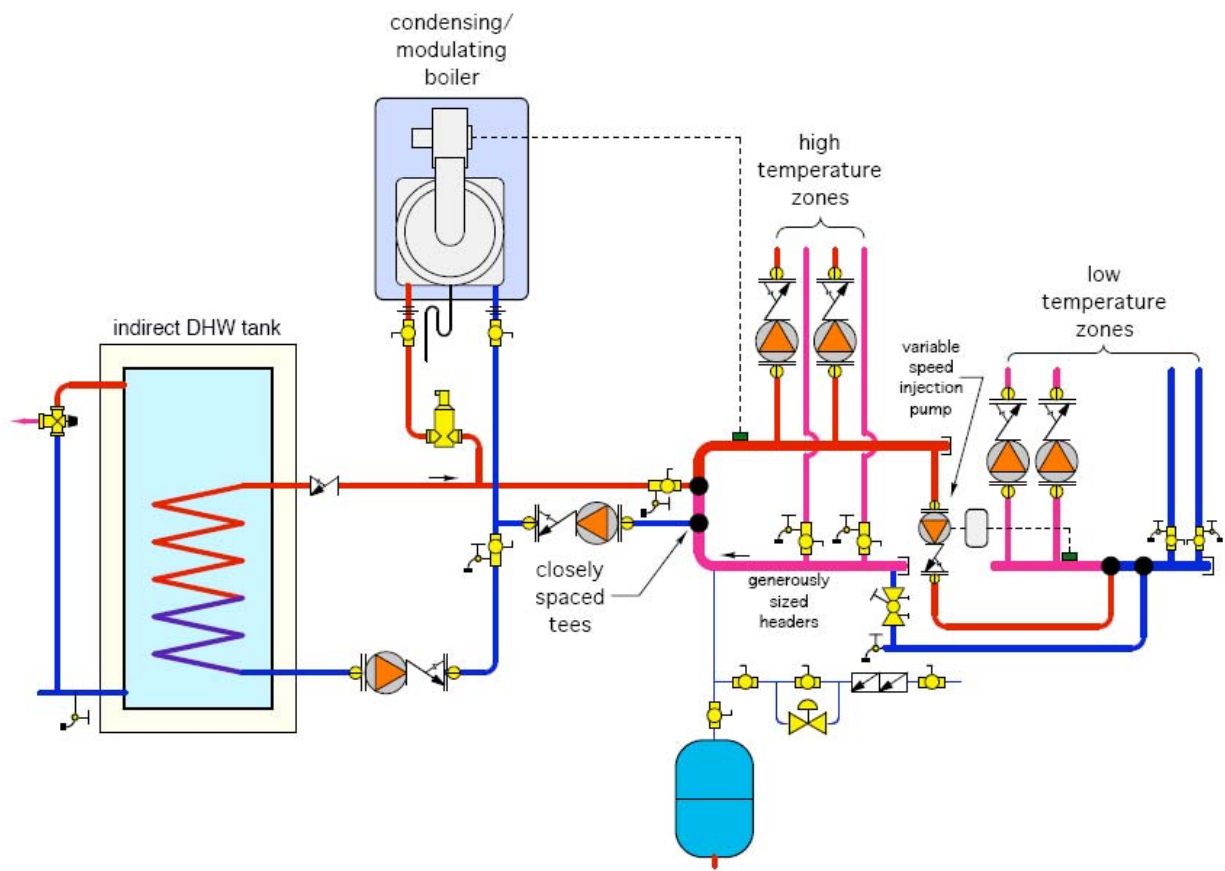 condensing/
modulating
boiler
high
temperature
zones
low
temperature
zones
indirect DHW tank
variable
speed
injection
pump
closely
spaced
tees
generously
sized
headers